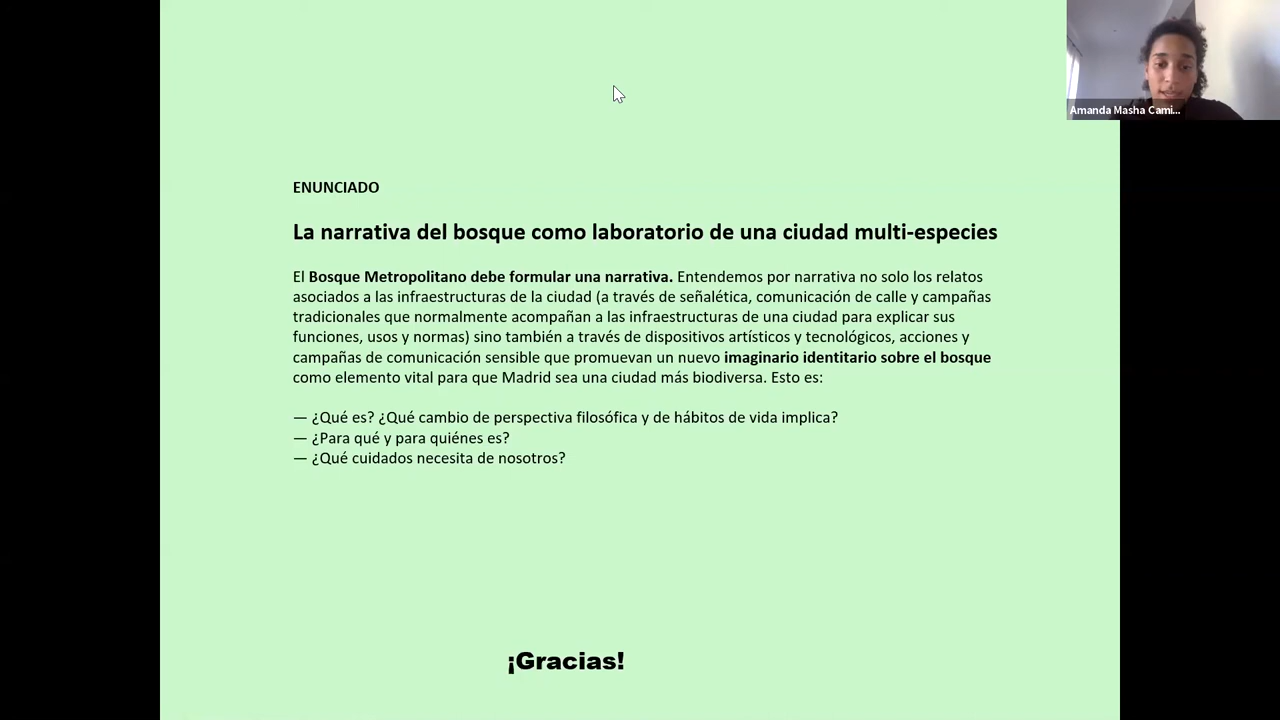 Amanda Masha Cami...
ENUNCIADO
La narrativa del bosque como laboratorio de una ciudad multi-especies
El Bosque Metropolitano debe formular una narrativa. Entendemos por narrativa no solo los relatos
asociados a las infraestructuras de la ciudad (a través de señalética, comunicación de calle y campañas
tradicionales que normalmente acompañan a las infraestructuras de una ciudad para explicar sus
funciones, usos y normas) sino también a través de dispositivos artísticos y tecnológicos, acciones y
campañas de comunicación sensible que promuevan un nuevo imaginario identitario sobre el bosque
como elemento vital para que Madrid sea una ciudad más biodiversa. Esto es:
— ¿Qué es? ¿Qué cambio de perspectiva filosófica y de hábitos de vida implica?
— ¿Para qué y para quiénes es?
— ¿Qué cuidados necesita de nosotros?
¡Gracias!